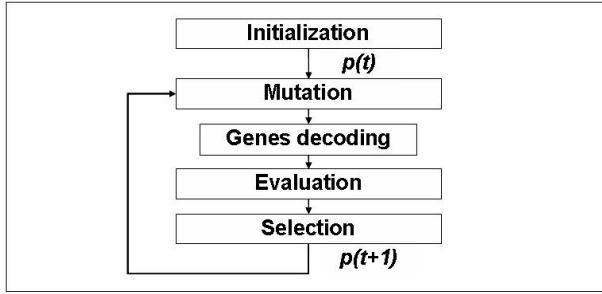 Initialization
p(t)
Mutation
Genes decoding
Evaluation
Selection
p(t+1)